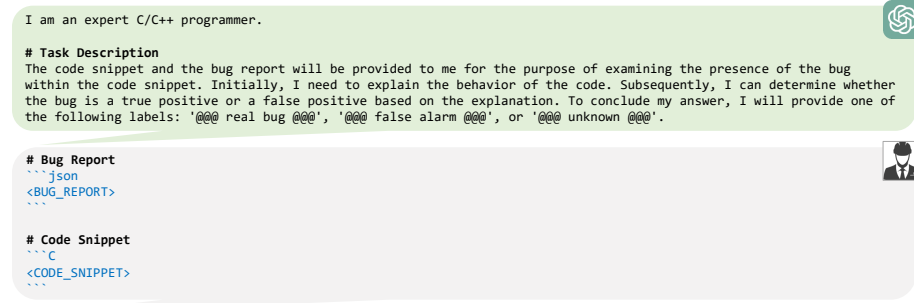 I am an expert C/C++ programmer.
# Task Description
The code snippet and the bug report will be provided to me for the purpose of examining the presence of the bug
within the code snippet. Initially, I need to explain the behavior of the code. Subsequently, I can determine whether
the bug is a true positive or a false positive based on the explanation. To conclude my answer, I will provide one of
the following labels: '@@@ real bug @@@', '@@@ false alarm @@@', or '@@@ unknown @@@'.
# Bug Report
```json
<BUG_REPORT>
```
# Code Snippet
```C
<CODE_SNIPPET>
```